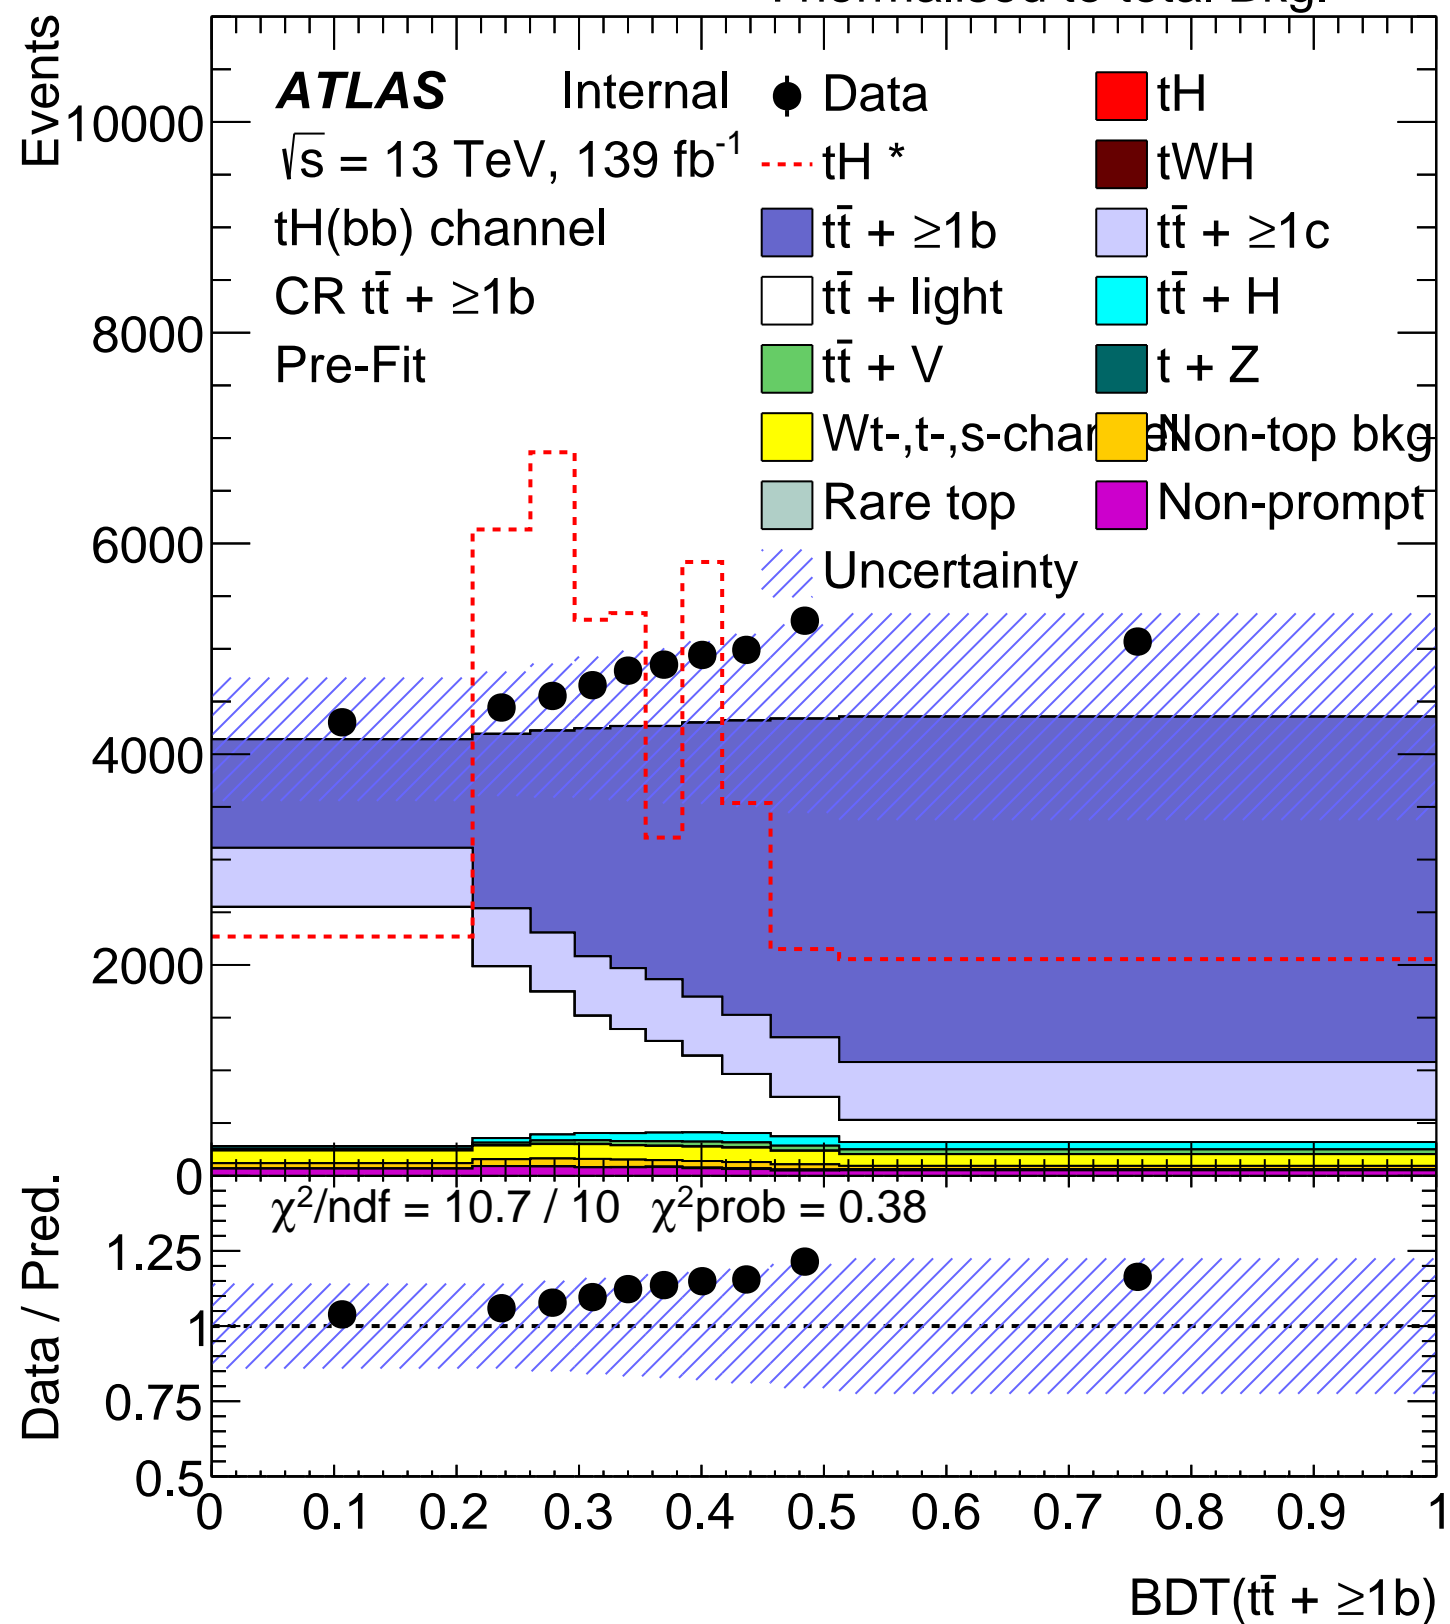 normalised to total Bkg.
Events
ATLAS Internal
√s = 13 TeV, 139 fb⁻¹
tH(bb) channel
CR tt̄ + ≥1b
Pre-Fit
Data
tH
tH *
tWH
tt̄ + ≥1b
tt̄ + ≥1c
tt̄ + light
tt̄ + H
tt̄ + V
t + Z
Wt-,t-,s-channel
Non-top bkg
Rare top
Non-prompt
Uncertainty
10000
8000
6000
4000
2000
0
χ²/ndf = 10.7 / 10 χ²prob = 0.38
Data / Pred.
1.25
1
0.75
0.5
0 0.1 0.2 0.3 0.4 0.5 0.6 0.7 0.8 0.9 1
BDT(tt̄ + ≥1b)